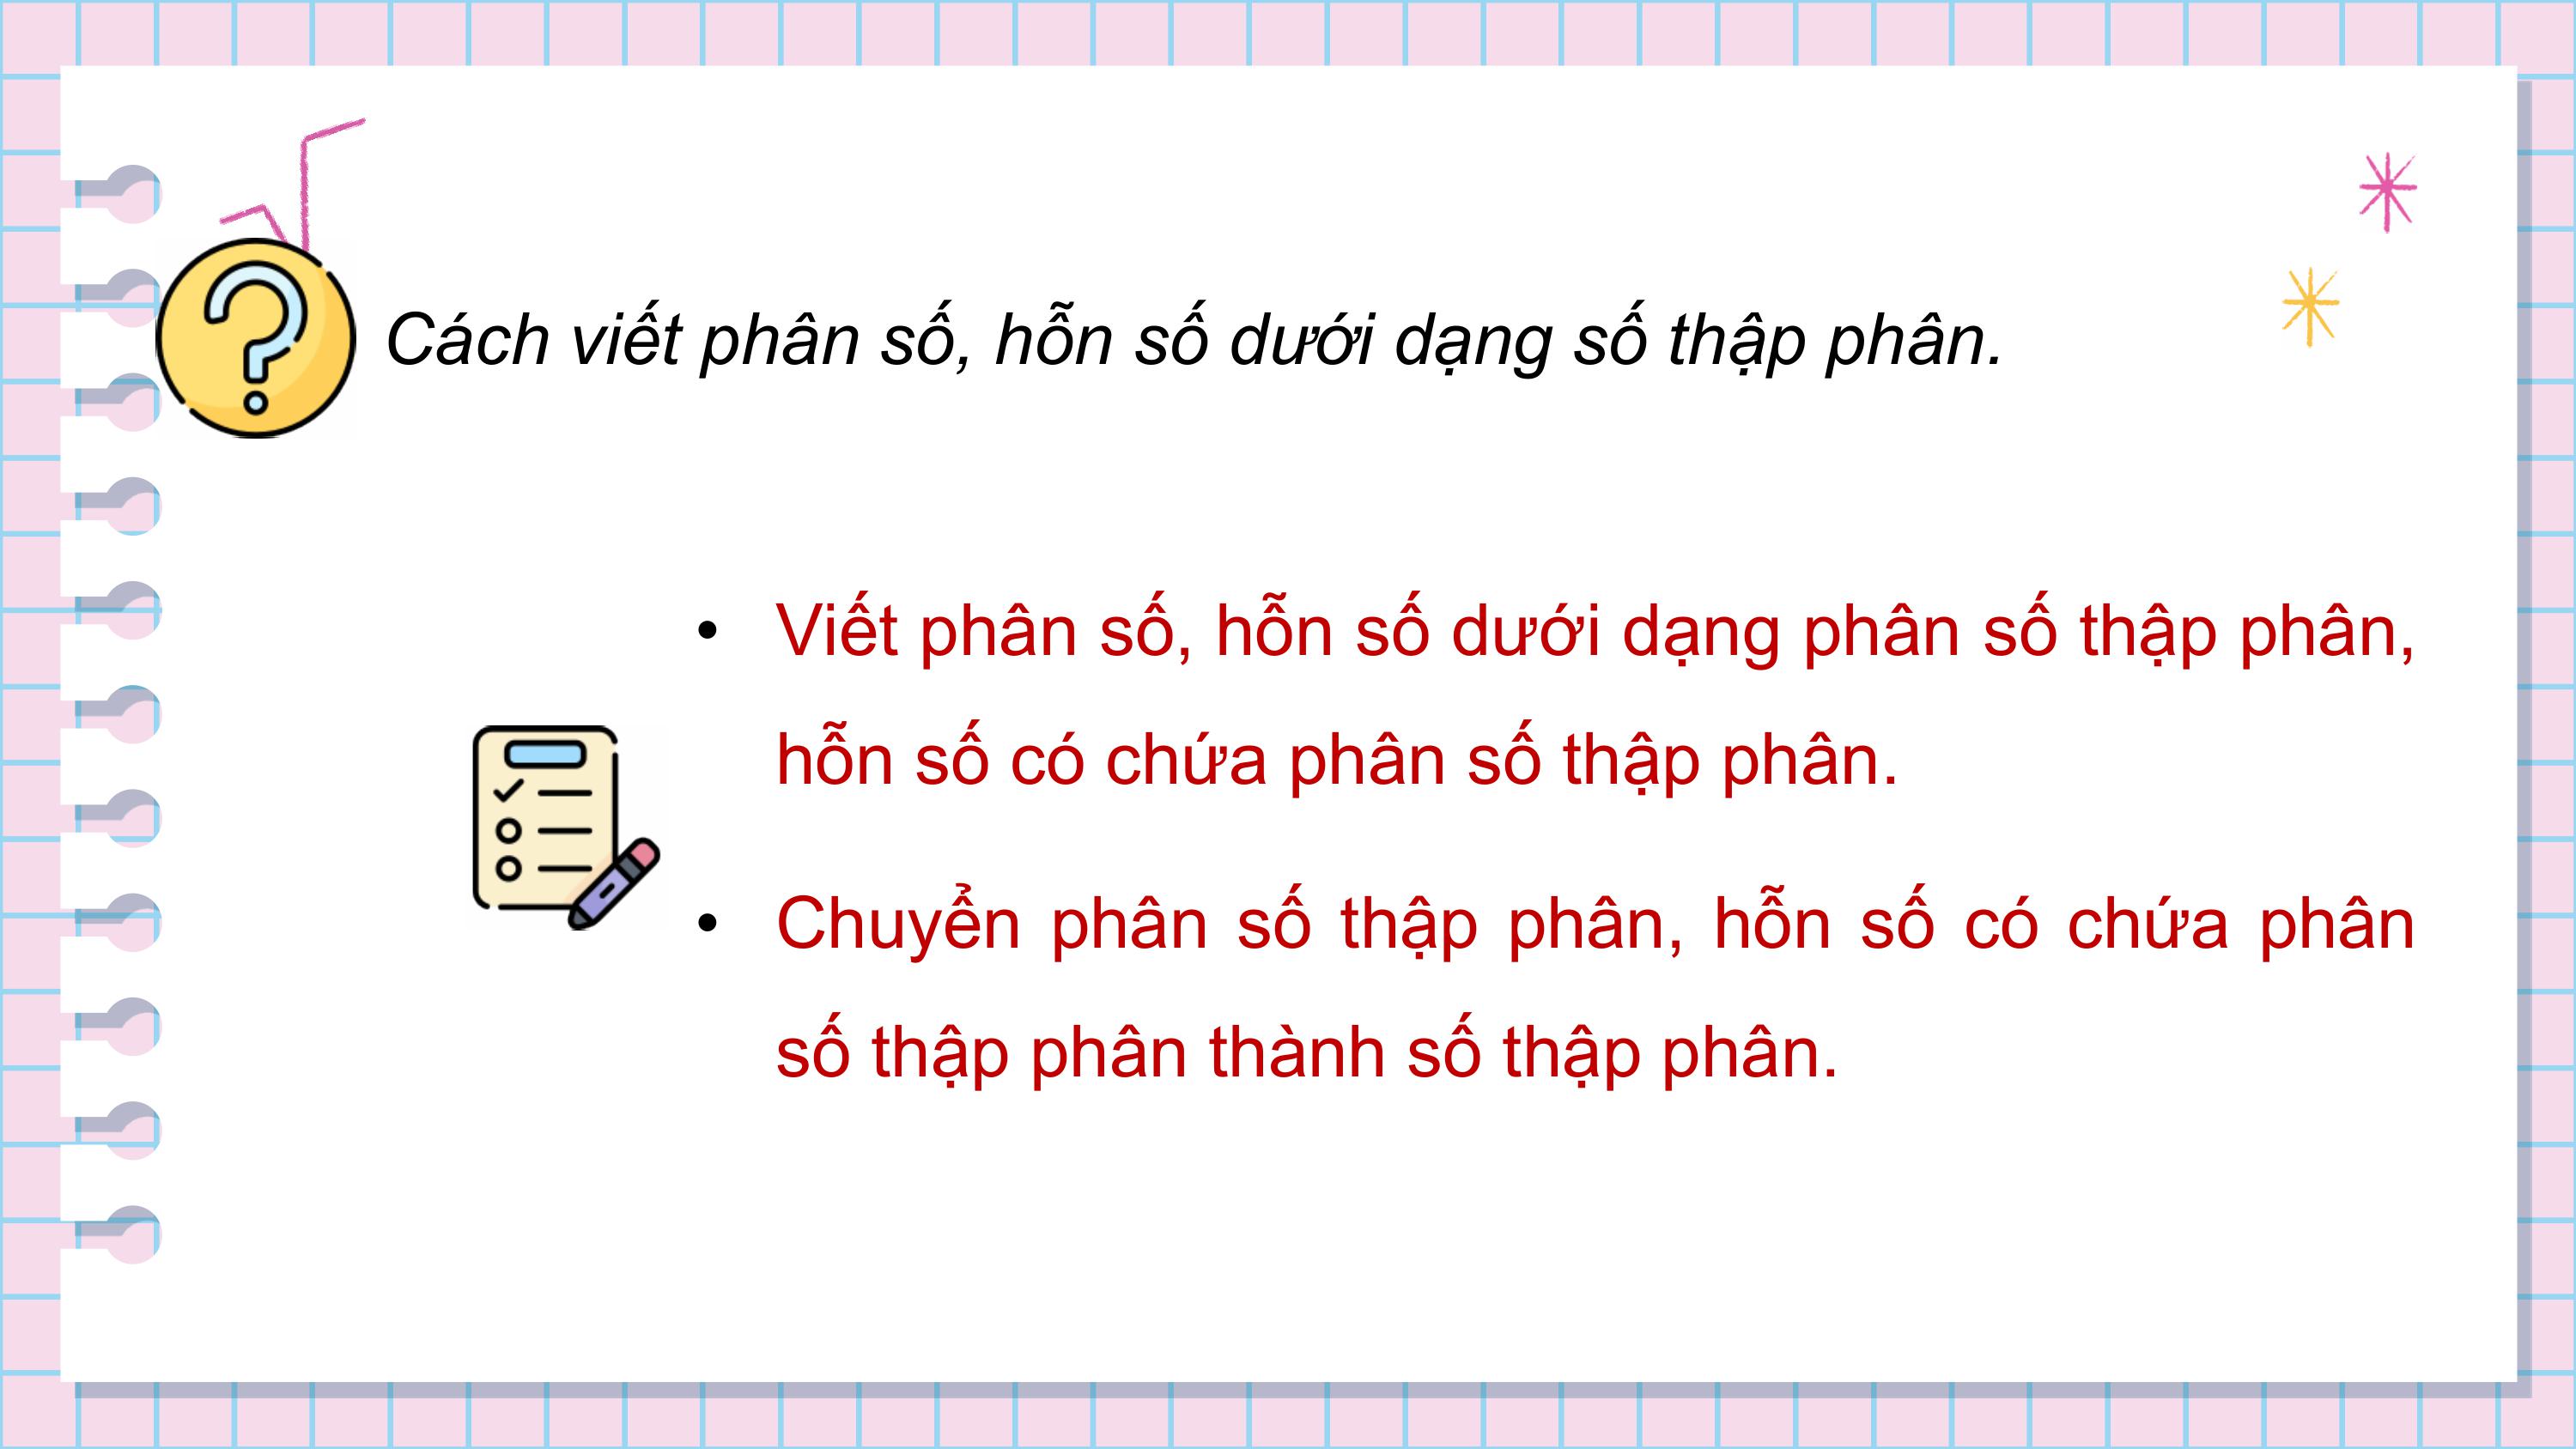 Cách viết phân số, hỗn số dưới dạng số thập phân.
• Viết phân số, hỗn số dưới dạng phân số thập phân,
hỗn số có chứa phân số thập phân.
• Chuyển phân số thập phân, hỗn số có chứa phân
số thập phân thành số thập phân.